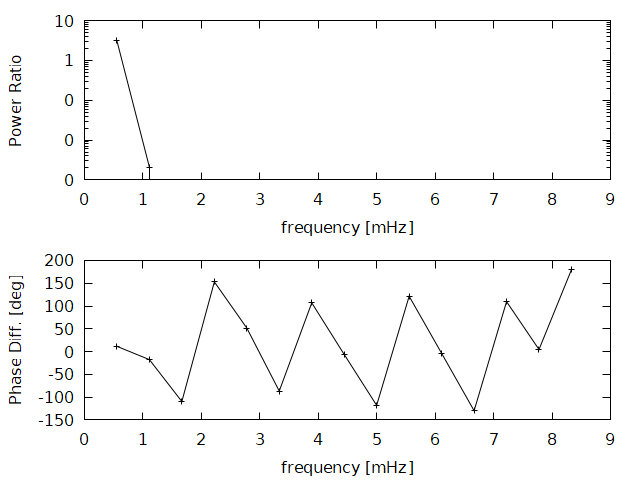 10
1
0
0
0
Power Ratio
0 1 2 3 4 5 6 7 8 9
frequency [mHz]
200
150
100
50
0
-50
-100
-150
Phase Diff. [deg]
0 1 2 3 4 5 6 7 8 9
frequency [mHz]